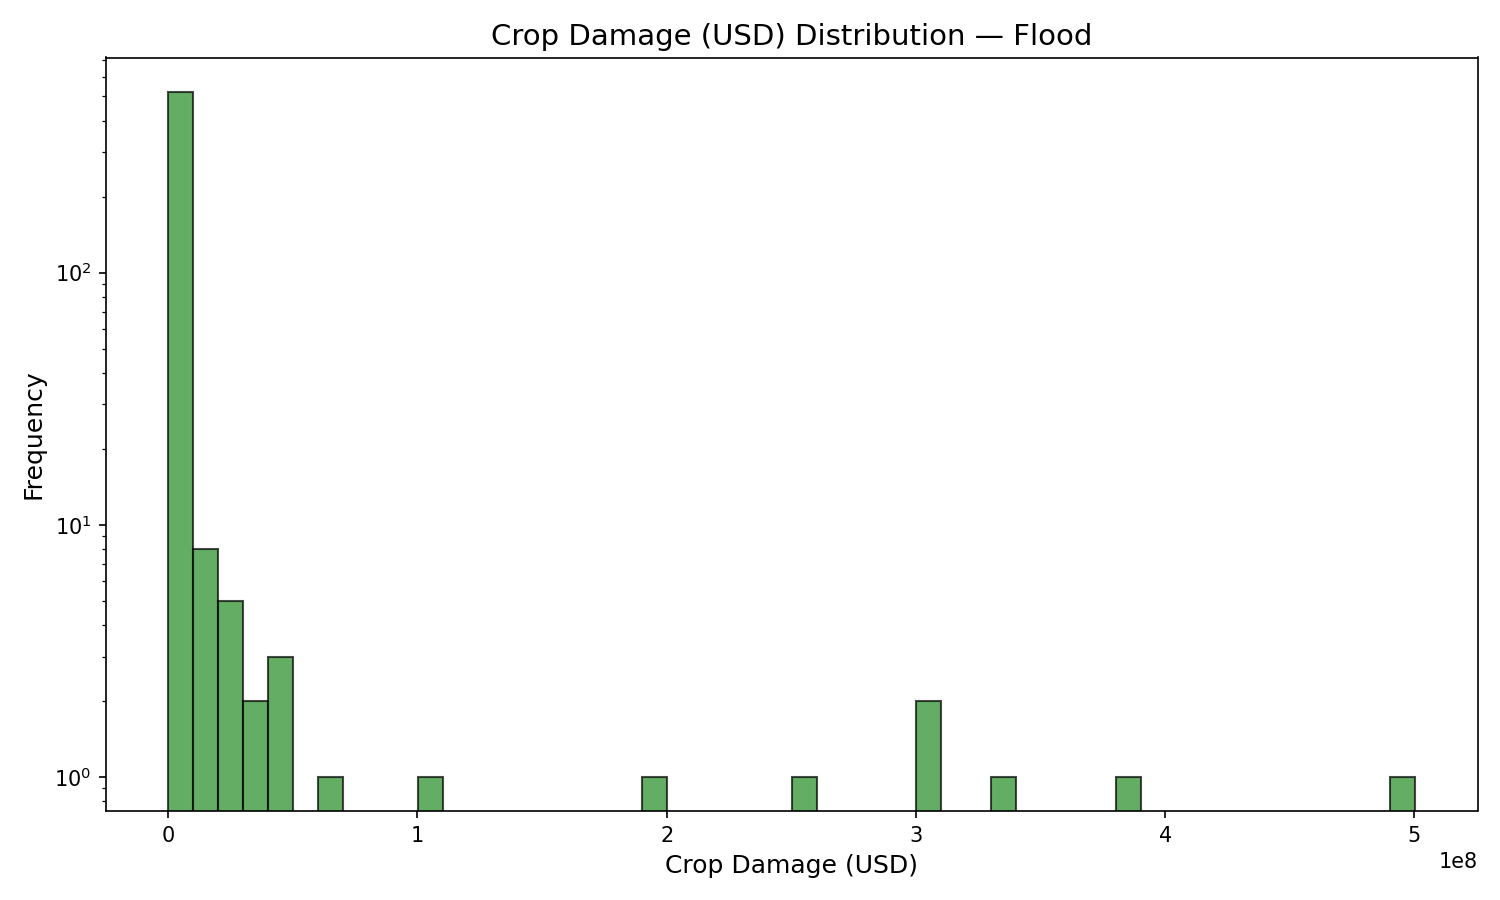 Crop Damage (USD) Distribution — Flood
Frequency
10²
10¹
10⁰
0 1 2 3 4 5
1e8
Crop Damage (USD)